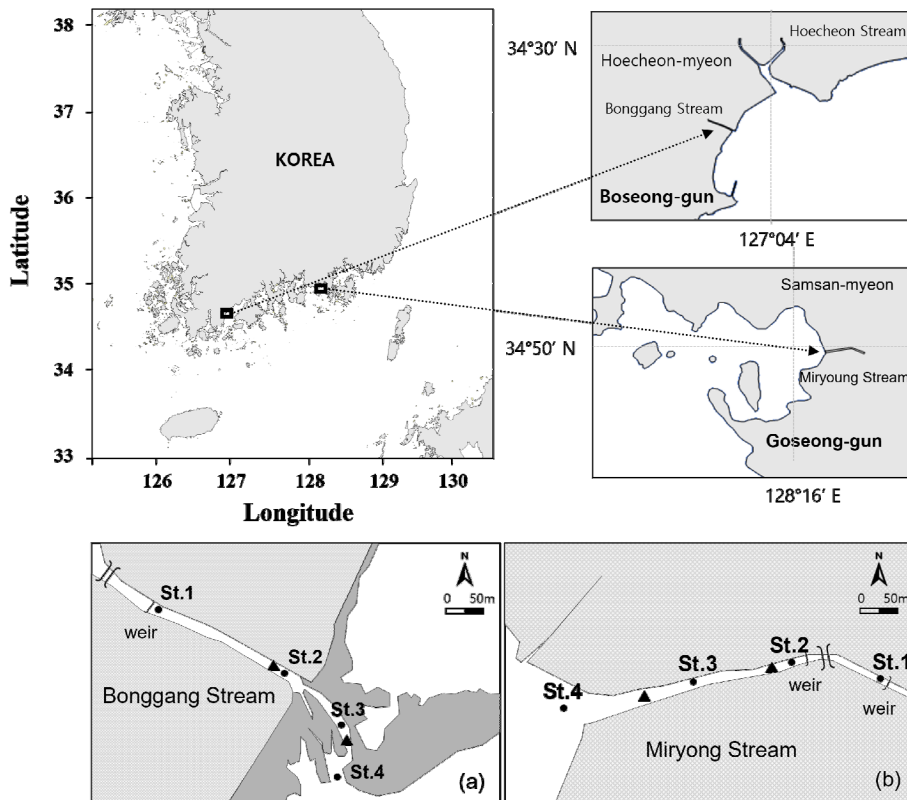 38
37
36
35
34
33
Latitude
KOREA
126
127
128
129
130
Longitude
34°30′ N
Hoecheon Stream
Hoecheon-myeon
Bonggang Stream
Boseong-gun
127°04′ E
Samsan-myeon
34°50′ N
Miryoung Stream
Goseong-gun
128°16′ E
St.1
weir
St.2
Bonggang Stream
St.3
St.4
N
0 50m
(a)
N
0 50m
St.2
St.3
St.1
St.4
weir
weir
Miryong Stream
(b)